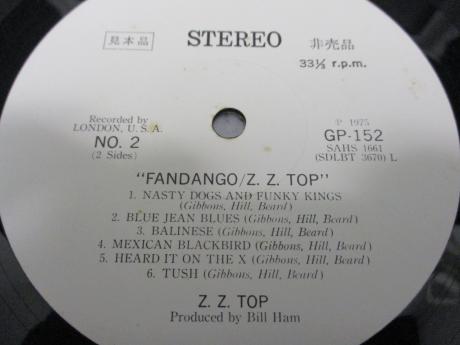 見本品
STEREO
非売品
33⅓ r.p.m.
Recorded by
LONDON, U. S. A.
NO. 2
(2 Sides)
℗ 1975
GP-152
SAHS 1661
(SDLBT 3670) L
"FANDANGO/Z. Z. TOP"
1. NASTY DOGS AND FUNKY KINGS
(Gibbons, Hill, Beard)
2. BLUE JEAN BLUES (Gibbons, Hill, Beard)
3. BALINESE (Gibbons, Hill, Beard)
4. MEXICAN BLACKBIRD (Gibbons, Hill, Beard)
5. HEARD IT ON THE X (Gibbons, Hill, Beard)
6. TUSH (Gibbons, Hill, Beard)
Z. Z. TOP
Produced by Bill Ham